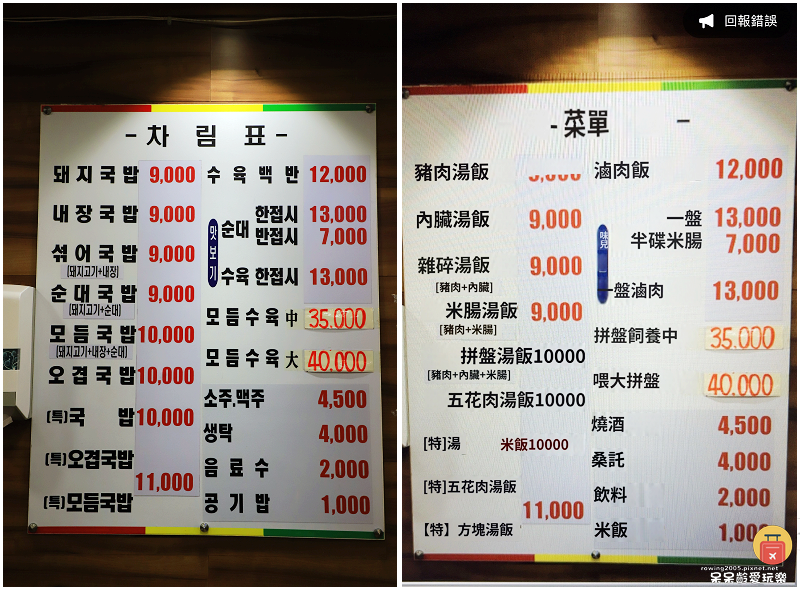 - 차 림 표 -
돼지국밥 9,000 수 육 백 반 12,000
내장국밥 9,000 순대 한접시 13,000
반접시 7,000
맛보기
섞어국밥 9,000 수육 한접시 13,000
(돼지고기+내장)
순대국밥 9,000 모듬수육 中 35.000
(돼지고기+순대)
모듬국밥 10,000 모듬수육 大 40.000
(돼지고기+내장+순대)
오겹국밥 10,000 소주.맥주 4,500
(특)국 밥 10,000 생탁 4,000
(특)오겹국밥 11,000 음 료 수 2,000
(특)모듬국밥 공 기 밥 1,000
回報錯誤
- 菜單 -
豬肉湯飯 滷肉飯 12,000
內臟湯飯 9,000 一盤 13,000
半碟米腸 7,000
味兒
雜碎湯飯 9,000 一盤滷肉 13,000
[豬肉+內臟]
米腸湯飯 9,000 拼盤飼養中 35.000
[豬肉+米腸]
拼盤湯飯10000 喂大拼盤 40.000
[豬肉+內臟+米腸]
五花肉湯飯10000 燒酒 4,500
[特]湯 米飯10000 桑託 4,000
[特]五花肉湯飯 11,000 飲料 2,000
【特】方塊湯飯 米飯 1,000
rowing2005.pixnet.net
呆呆齡愛玩樂